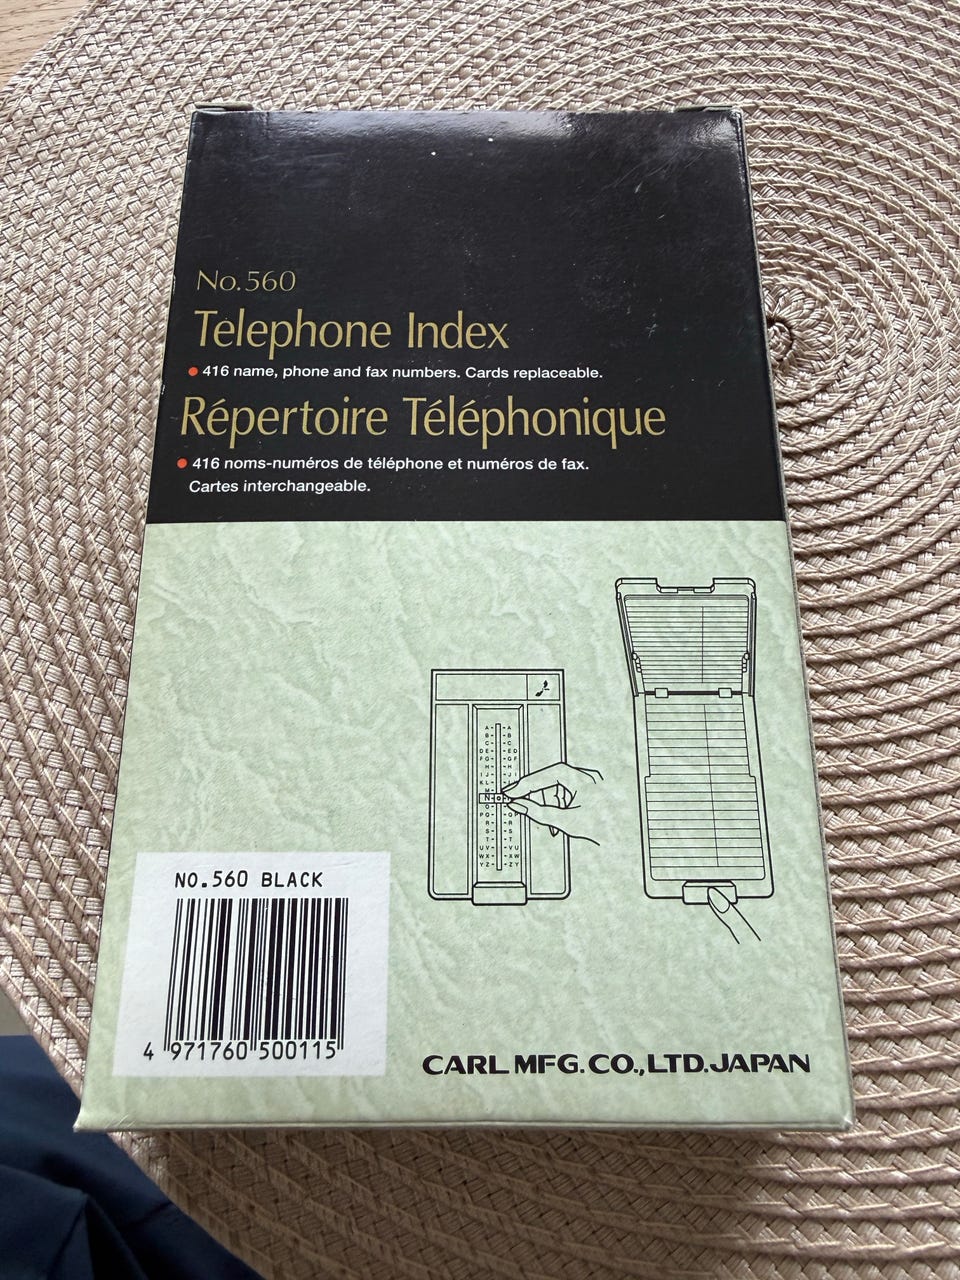 No.560
Telephone Index
• 416 name, phone and fax numbers. Cards replaceable.
Répertoire Téléphonique
• 416 noms-numéros de téléphone et numéros de fax.
Cartes interchangeable.
NO.560 BLACK
4 971760 500115
CARL MFG.CO.,LTD.JAPAN